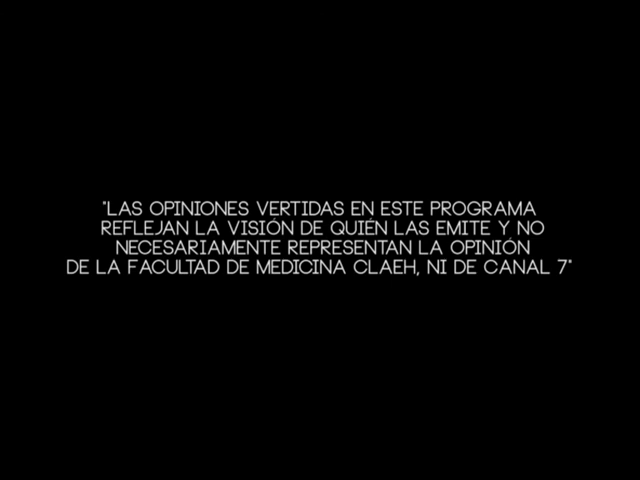 "LAS OPINIONES VERTIDAS EN ESTE PROGRAMA
REFLEJAN LA VISIÓN DE QUIÉN LAS EMITE Y NO
NECESARIAMENTE REPRESENTAN LA OPINIÓN
DE LA FACULTAD DE MEDICINA CLAEH, NI DE CANAL 7"